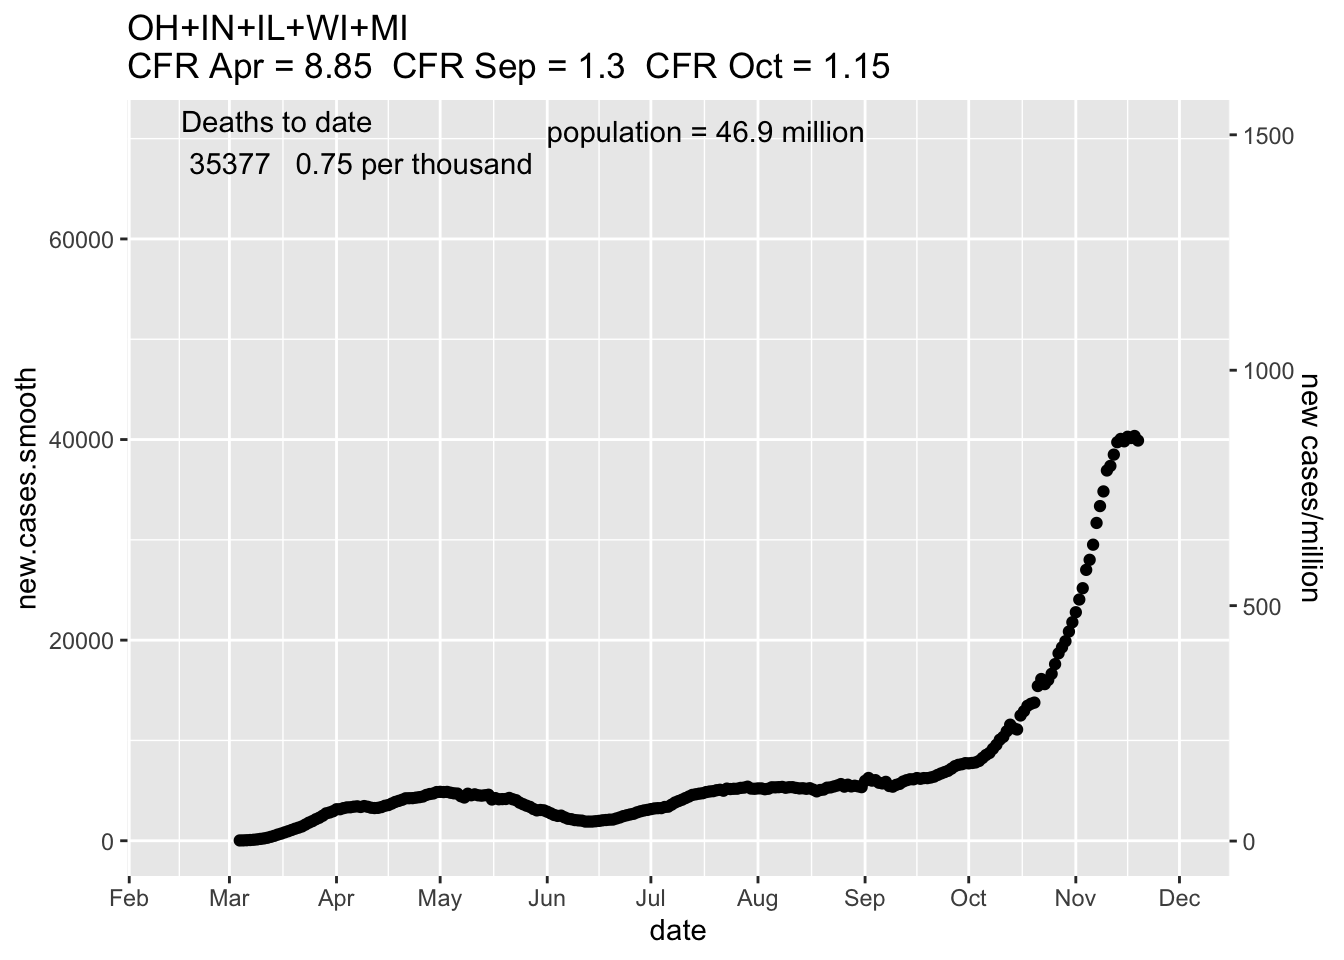 OH+IN+IL+WI+MI
CFR Apr = 8.85  CFR Sep = 1.3  CFR Oct = 1.15
Deaths to date
35377   0.75 per thousand
population = 46.9 million
60000
40000
20000
0
new.cases.smooth
1500
1000
500
0
new cases/million
Feb Mar Apr May Jun Jul Aug Sep Oct Nov Dec
date